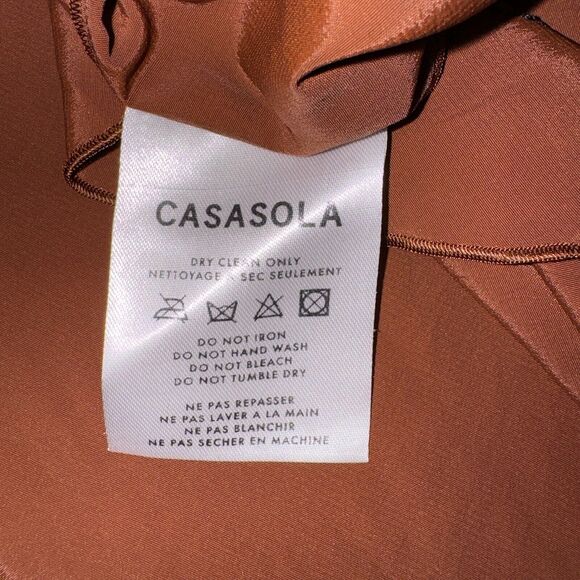 CASASOLA
DRY CLEAN ONLY
NETTOYAGE A SEC SEULEMENT
DO NOT IRON
DO NOT HAND WASH
DO NOT BLEACH
DO NOT TUMBLE DRY
NE PAS REPASSER
NE PAS LAVER A LA MAIN
NE PAS BLANCHIR
NE PAS SECHER EN MACHINE